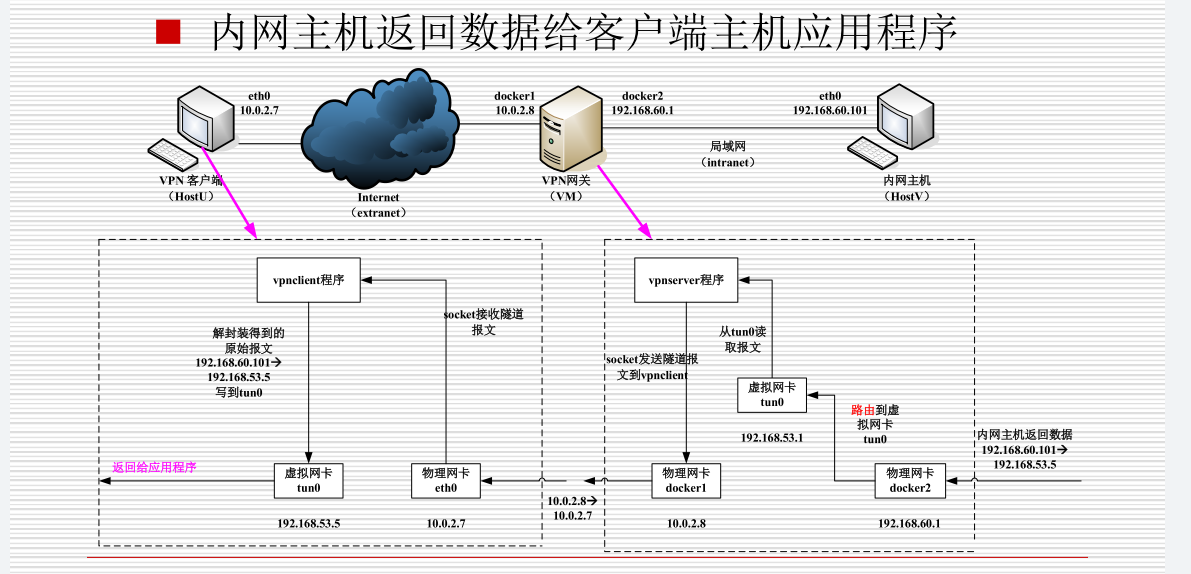 内网主机返回数据给客户端主机应用程序
eth0
10.0.2.7
docker1
10.0.2.8
docker2
192.168.60.1
eth0
192.168.60.101
局域网
（intranet）
VPN 客户端
（HostU）
Internet
（extranet）
VPN网关
（VM）
内网主机
（HostV）
vpnclient程序
socket接收隧道
报文
解封装得到的
原始报文
192.168.60.101→
192.168.53.5
写到tun0
返回给应用程序
虚拟网卡
tun0
192.168.53.5
物理网卡
eth0
10.0.2.7
10.0.2.8→
10.0.2.7
vpnserver程序
从tun0读
取报文
socket发送隧道报
文到vpnclient
虚拟网卡
tun0
192.168.53.1
路由到虚
拟网卡
tun0
物理网卡
docker1
10.0.2.8
物理网卡
docker2
192.168.60.1
内网主机返回数据
192.168.60.101→
192.168.53.5